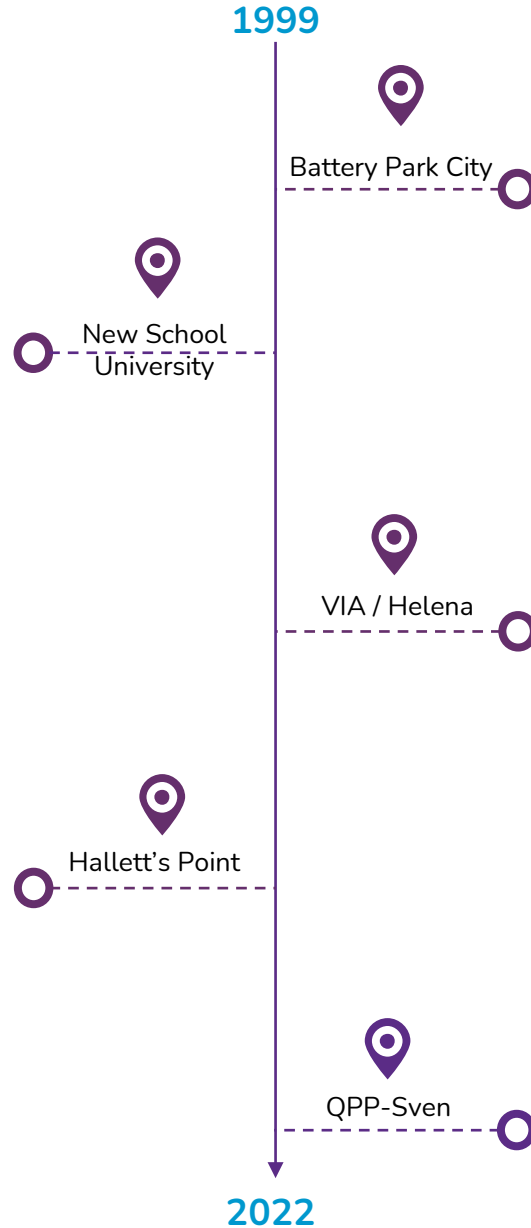 1999
Battery Park City
New School
University
VIA / Helena
Hallett’s Point
QPP-Sven
2022